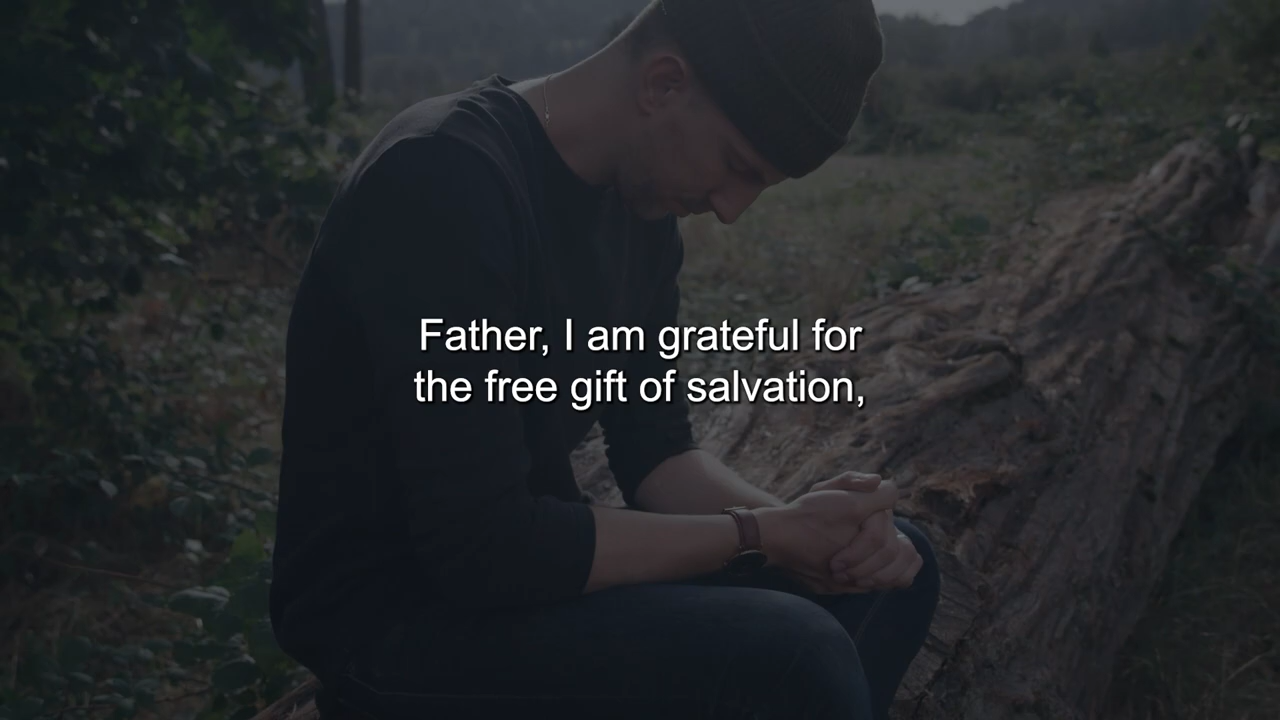 Father, I am grateful for
the free gift of salvation,